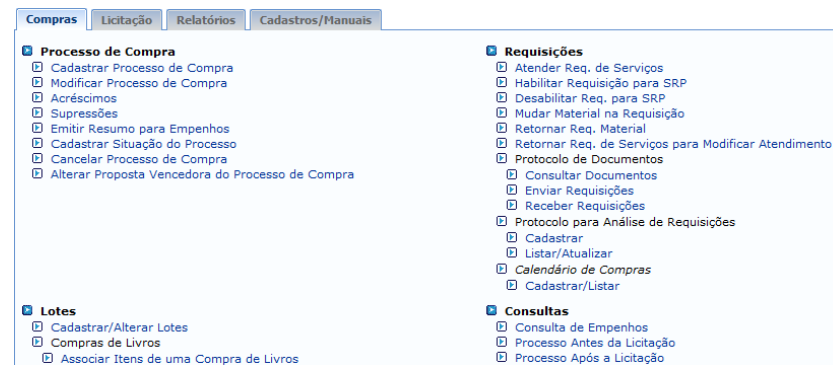 Compras Licitação Relatórios Cadastros/Manuais
Processo de Compra
Cadastrar Processo de Compra
Modificar Processo de Compra
Acréscimos
Supressões
Emitir Resumo para Empenhos
Cadastrar Situação do Processo
Cancelar Processo de Compra
Alterar Proposta Vencedora do Processo de Compra
Requisições
Atender Req. de Serviços
Habilitar Requisição para SRP
Desabilitar Req. para SRP
Mudar Material na Requisição
Retornar Req. Material
Retornar Req. de Serviços para Modificar Atendimento
Protocolo de Documentos
Consultar Documentos
Enviar Requisições
Receber Requisições
Protocolo para Análise de Requisições
Cadastrar
Listar/Atualizar
Calendário de Compras
Cadastrar/Listar
Lotes
Cadastrar/Alterar Lotes
Compras de Livros
Associar Itens de uma Compra de Livros
Consultas
Consulta de Empenhos
Processo Antes da Licitação
Processo Após a Licitação